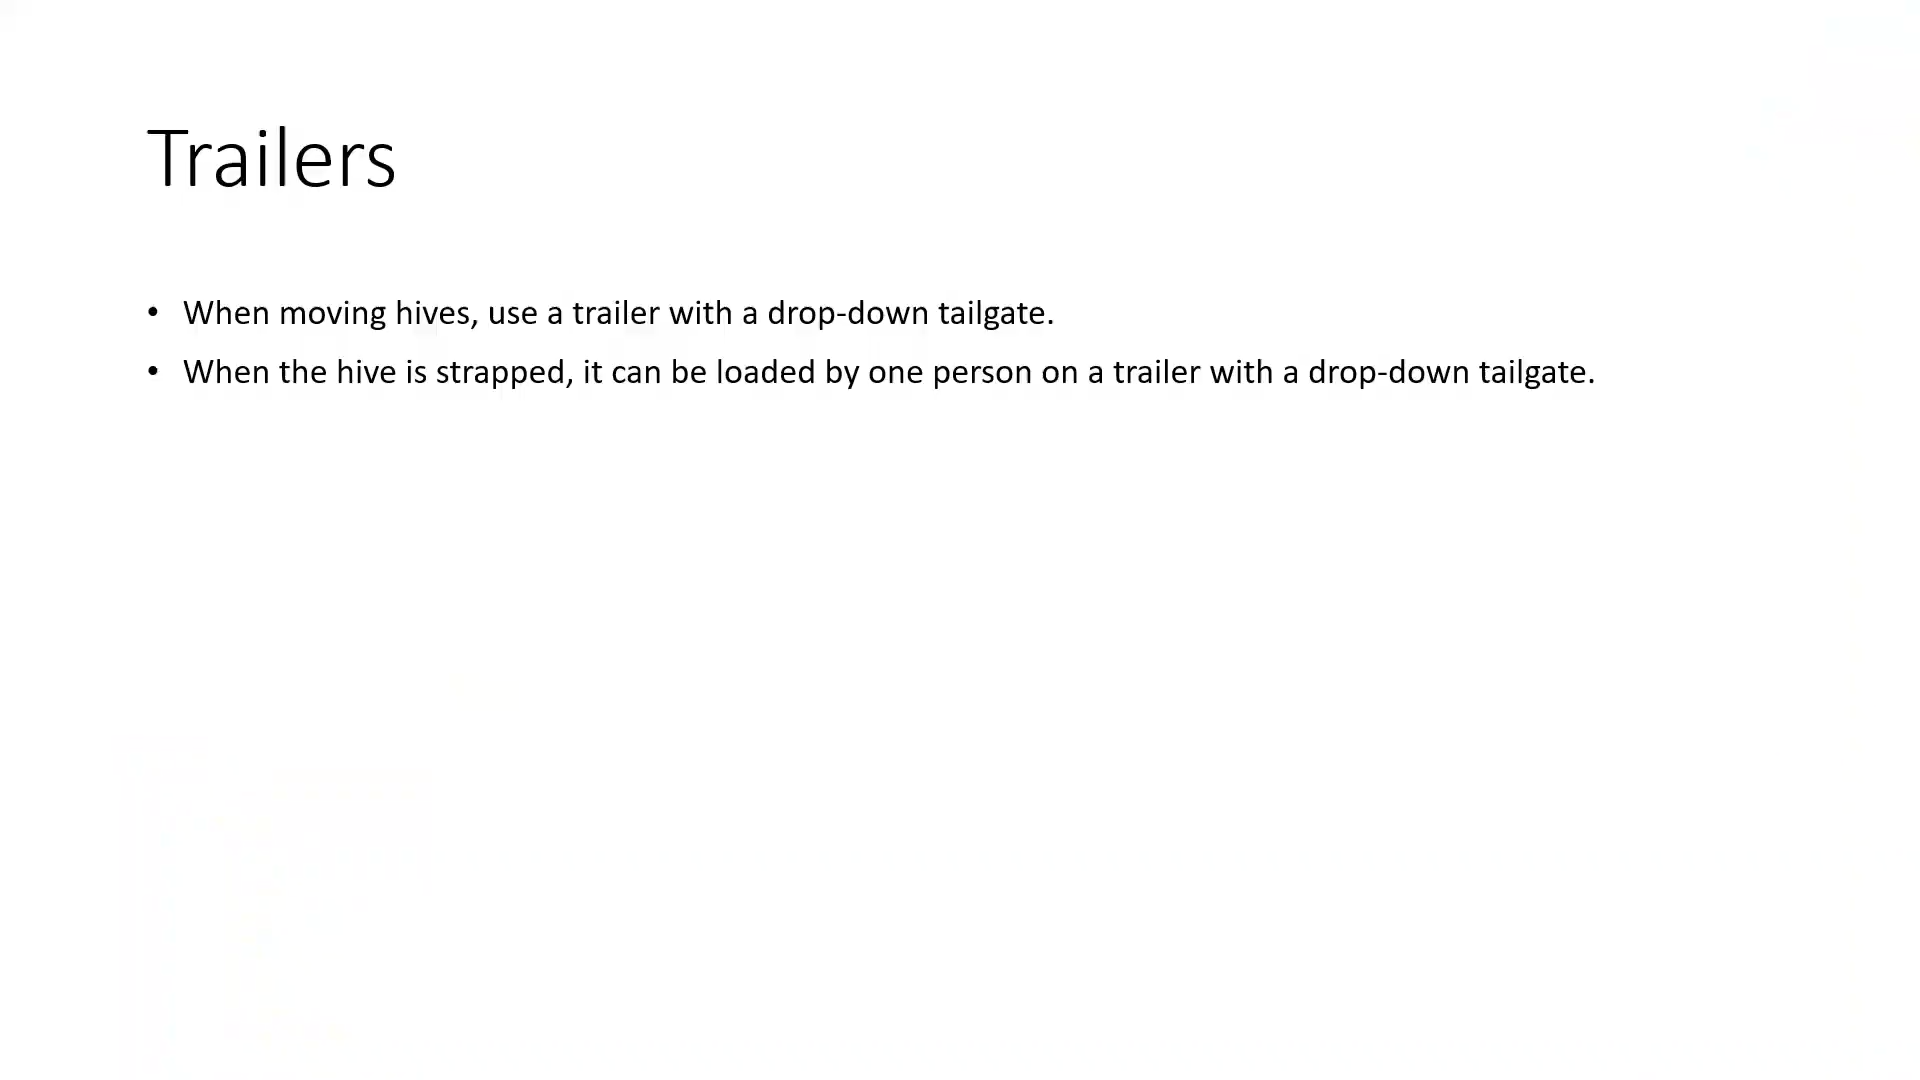 Trailers
• When moving hives, use a trailer with a drop-down tailgate.
• When the hive is strapped, it can be loaded by one person on a trailer with a drop-down tailgate.